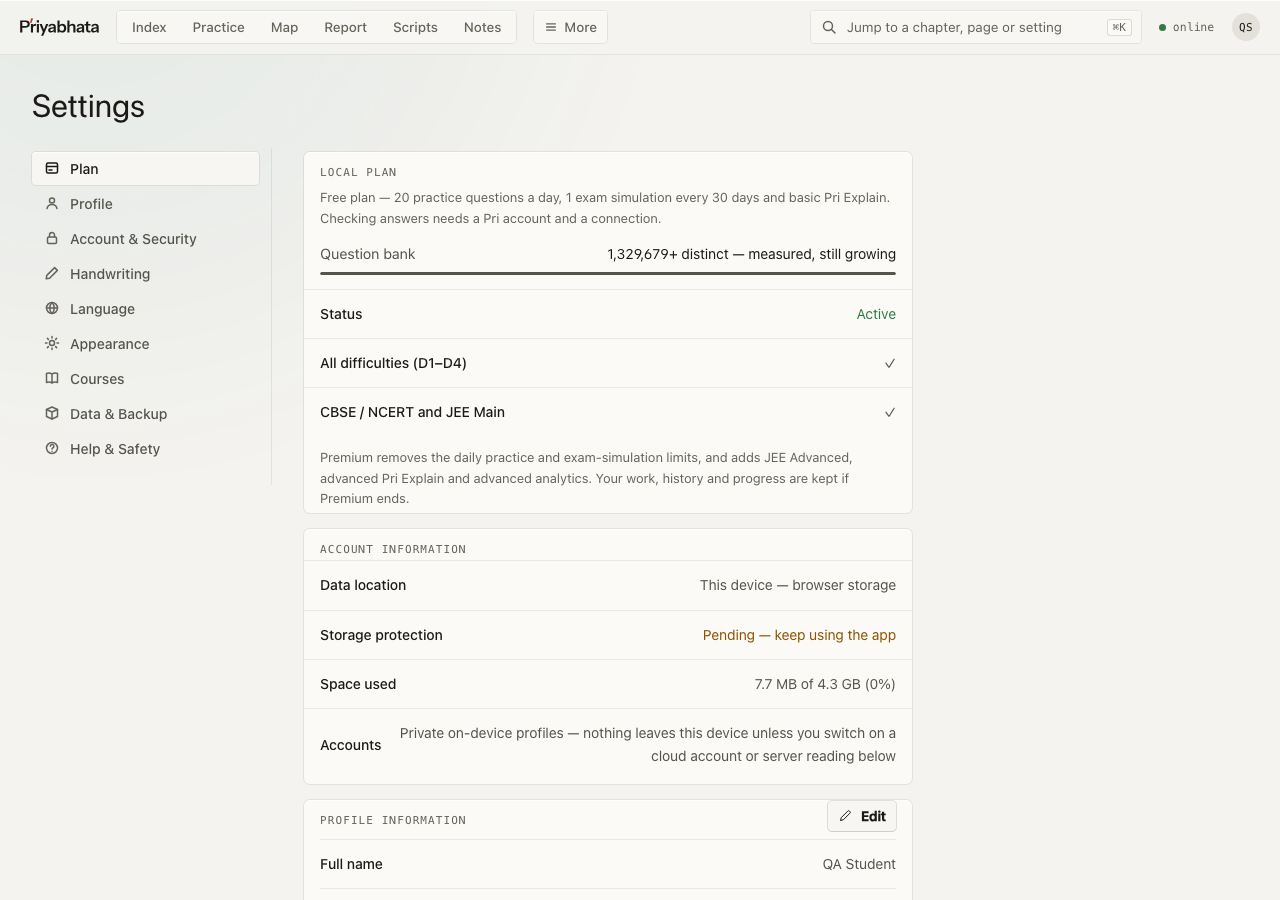 Priyabhata
Index Practice Map Report Scripts Notes
More
Jump to a chapter, page or setting ⌘K
online
QS
Settings
Plan
Profile
Account & Security
Handwriting
Language
Appearance
Courses
Data & Backup
Help & Safety
LOCAL PLAN
Free plan — 20 practice questions a day, 1 exam simulation every 30 days and basic Pri Explain.
Checking answers needs a Pri account and a connection.
Question bank 1,329,679+ distinct — measured, still growing
Status Active
All difficulties (D1–D4) ✓
CBSE / NCERT and JEE Main ✓
Premium removes the daily practice and exam-simulation limits, and adds JEE Advanced,
advanced Pri Explain and advanced analytics. Your work, history and progress are kept if
Premium ends.
ACCOUNT INFORMATION
Data location This device — browser storage
Storage protection Pending — keep using the app
Space used 7.7 MB of 4.3 GB (0%)
Accounts Private on-device profiles — nothing leaves this device unless you switch on a
cloud account or server reading below
PROFILE INFORMATION Edit
Full name QA Student